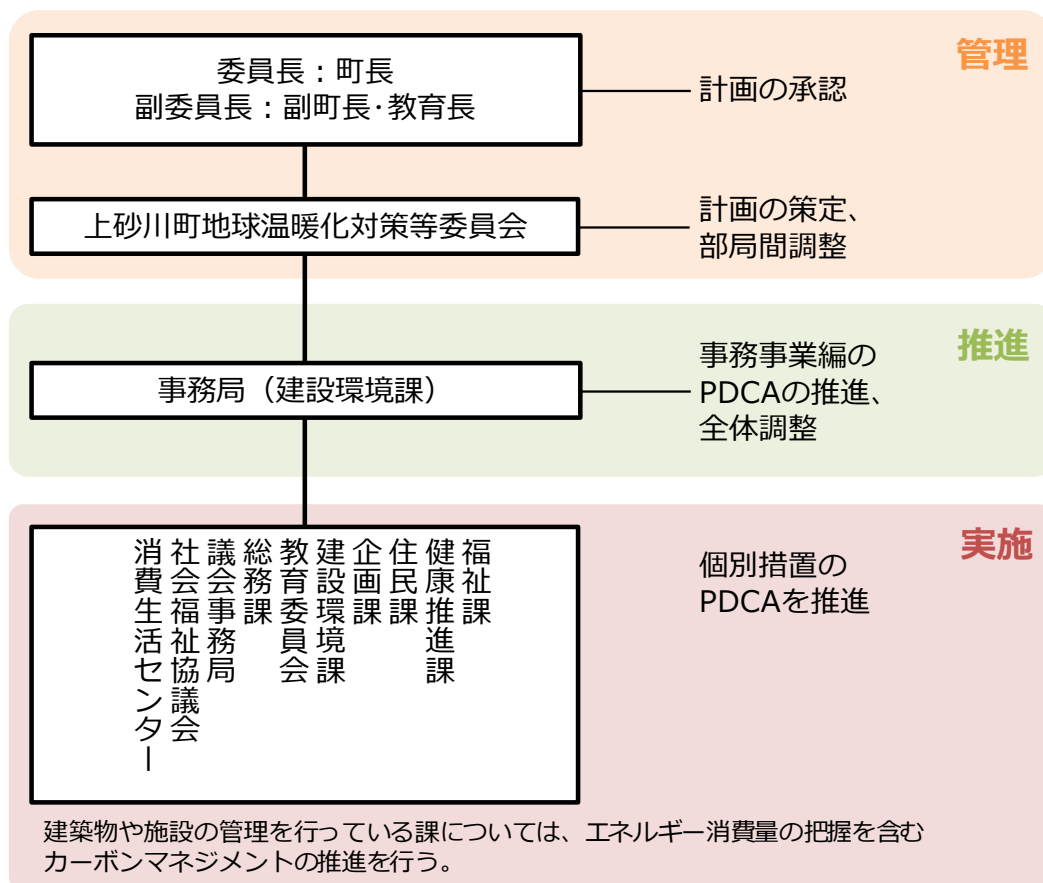 管理
委員長：町長
副委員長：副町長・教育長
計画の承認
上砂川町地球温暖化対策等委員会
計画の策定、
部局間調整
推進
事務局（建設環境課）
事務事業編の
PDCAの推進、
全体調整
実施
福祉課
健康推進課
住民課
企画課
建設環境課
教育委員会
総務課
議会事務局
社会福祉協議会
消費生活センター
個別措置の
PDCAを推進
建築物や施設の管理を行っている課については、エネルギー消費量の把握を含む
カーボンマネジメントの推進を行う。